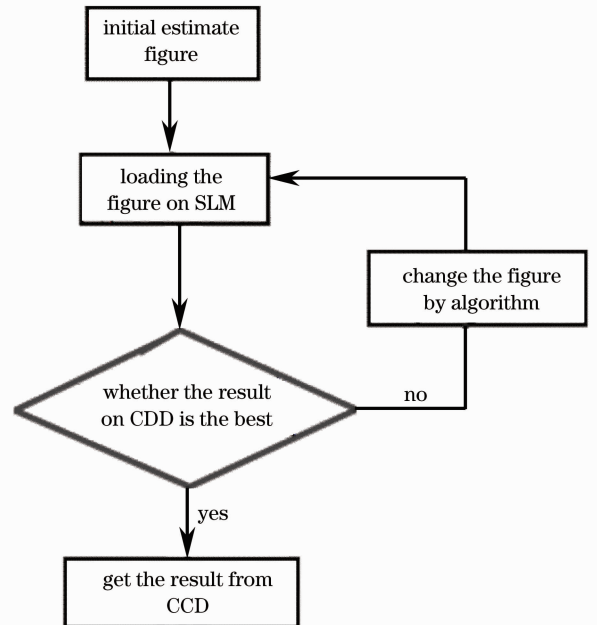 initial estimate
figure
loading the
figure on SLM
change the figure
by algorithm
whether the result
on CDD is the best
no
yes
get the result from
CCD